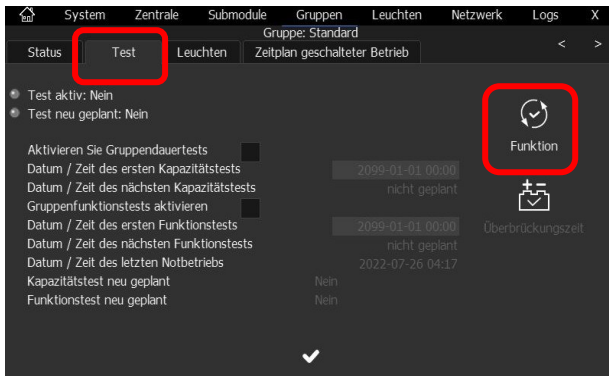 System Zentrale Submodule Gruppen Leuchten Netzwerk Logs X
Gruppe: Standard
Status Test Leuchten Zeitplan geschalteter Betrieb < >
Test aktiv: Nein
Test neu geplant: Nein
Funktion
Aktivieren Sie Gruppendauertests
Datum / Zeit des ersten Kapazitätstests 2099-01-01 00:00
Datum / Zeit des nächsten Kapazitätstests nicht geplant
Gruppenfunktionstests aktivieren
Datum / Zeit des ersten Funktionstests 2099-01-01 00:00 Überbrückungszeit
Datum / Zeit des nächsten Funktionstests nicht geplant
Datum / Zeit des letzten Notbetriebs 2022-07-26 04:17
Kapazitätstest neu geplant Nein
Funktionstest neu geplant Nein